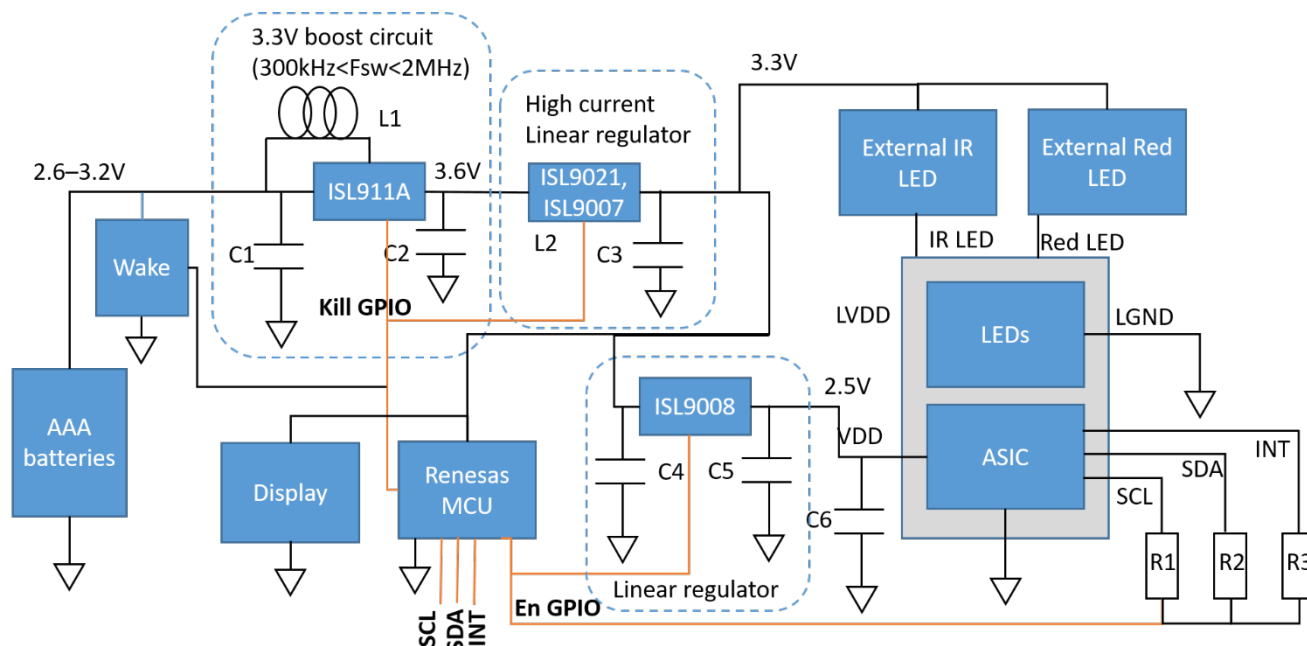 3.3V boost circuit
(300kHz<Fsw<2MHz)
L1
2.6–3.2V
ISL911A
3.6V
C1
C2
Wake
Kill GPIO
High current
Linear regulator
ISL9021,
ISL9007
L2
C3
3.3V
External IR
LED
External Red
LED
IR LED
Red LED
LVDD
LEDs
LGND
AAA
batteries
Display
Renesas
MCU
ISL9008
2.5V
C4
C5
VDD
C6
ASIC
INT
SDA
SCL
R1
R2
R3
Linear regulator
En GPIO
SCL
SDA
INT